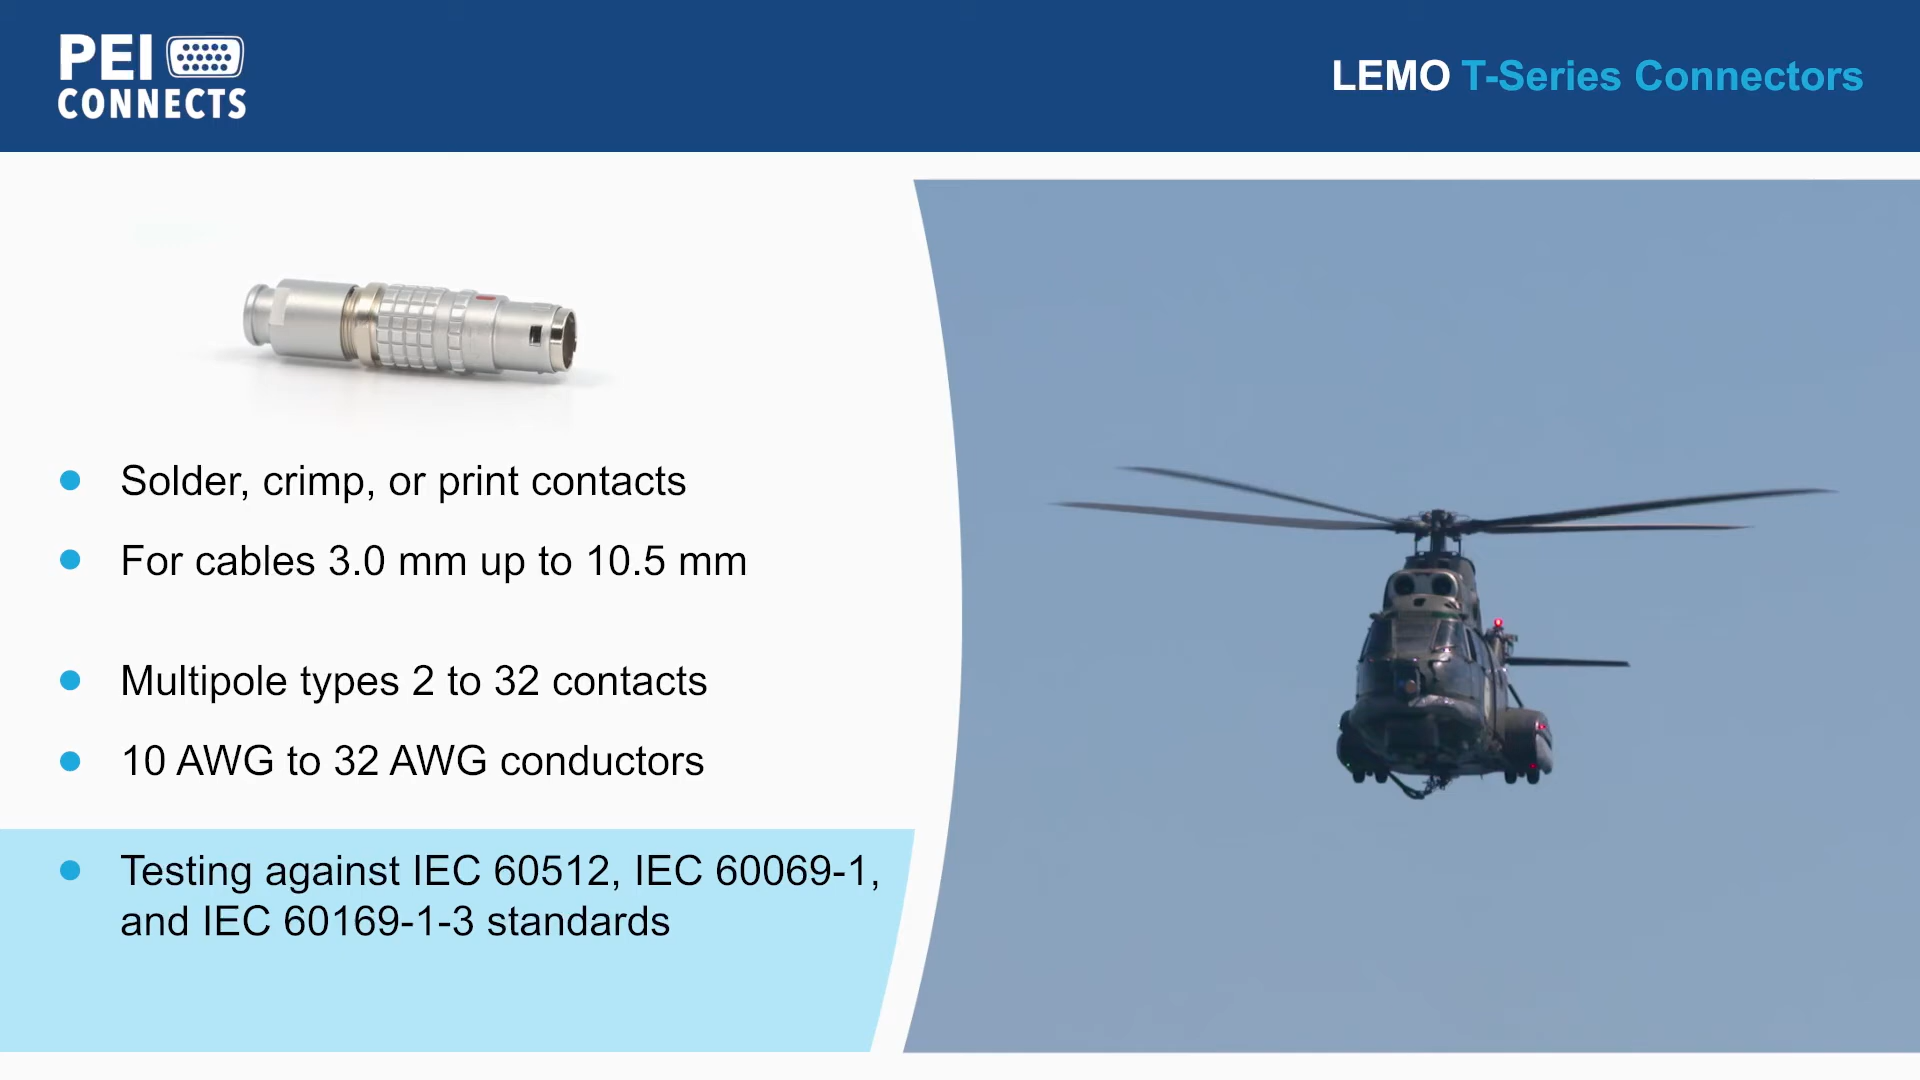 PEI
CONNECTS
LEMO T-Series Connectors
Solder, crimp, or print contacts
For cables 3.0 mm up to 10.5 mm
Multipole types 2 to 32 contacts
10 AWG to 32 AWG conductors
Testing against IEC 60512, IEC 60069-1,
and IEC 60169-1-3 standards